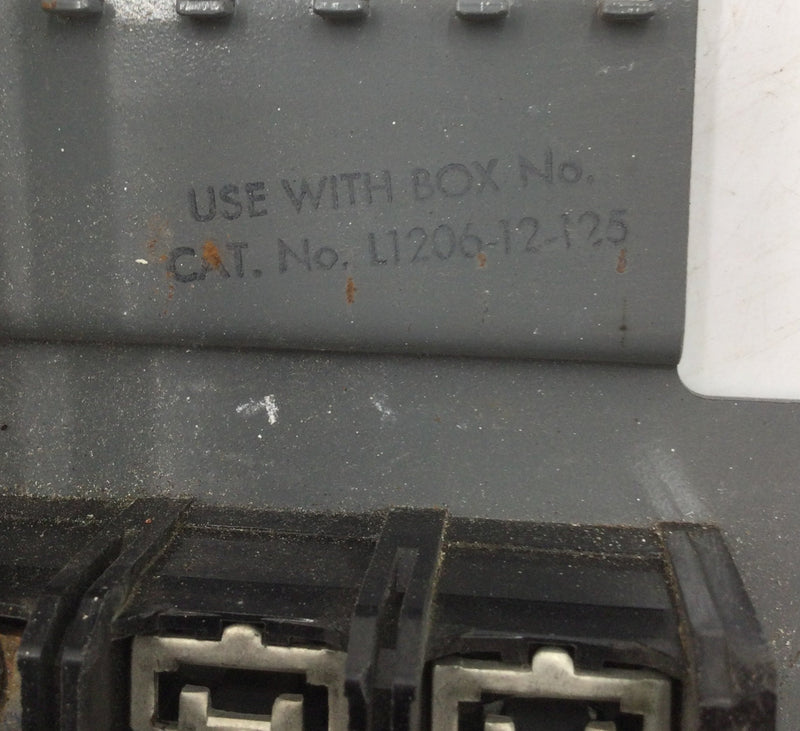 USE WITH BOX No.
CAT. No. L1206-12-125